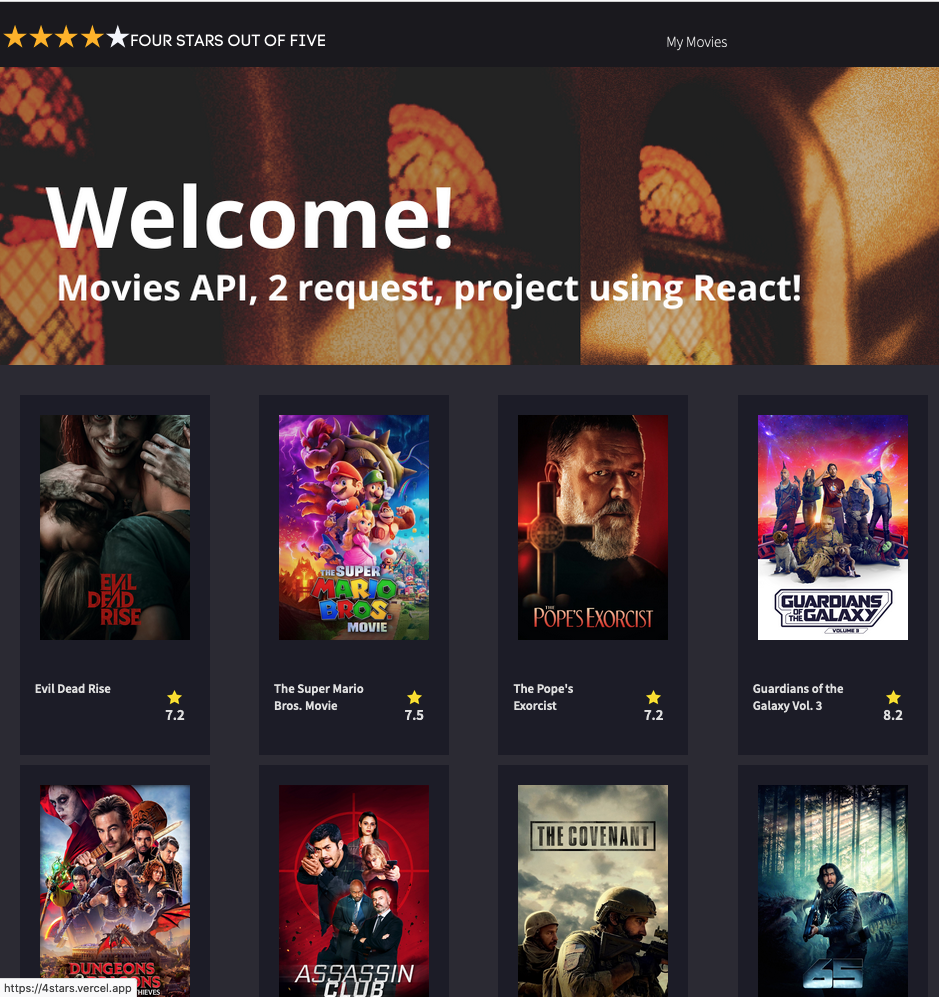 FOUR STARS OUT OF FIVE
My Movies
Welcome!
Movies API, 2 request, project using React!
EVIL
DEAD
RISE
THE SUPER
MARIO
BROS.
MOVIE
THE
POPE'S EXORCIST
GUARDIANS
OF THE GALAXY
VOLUME 3
Evil Dead Rise
7.2
The Super Mario
Bros. Movie
7.5
The Pope's
Exorcist
7.2
Guardians of the
Galaxy Vol. 3
8.2
THE COVENANT
DUNGEONS
DRAGONS
THIEVES
ASSASSIN
CLUB
65
https://4stars.vercel.app